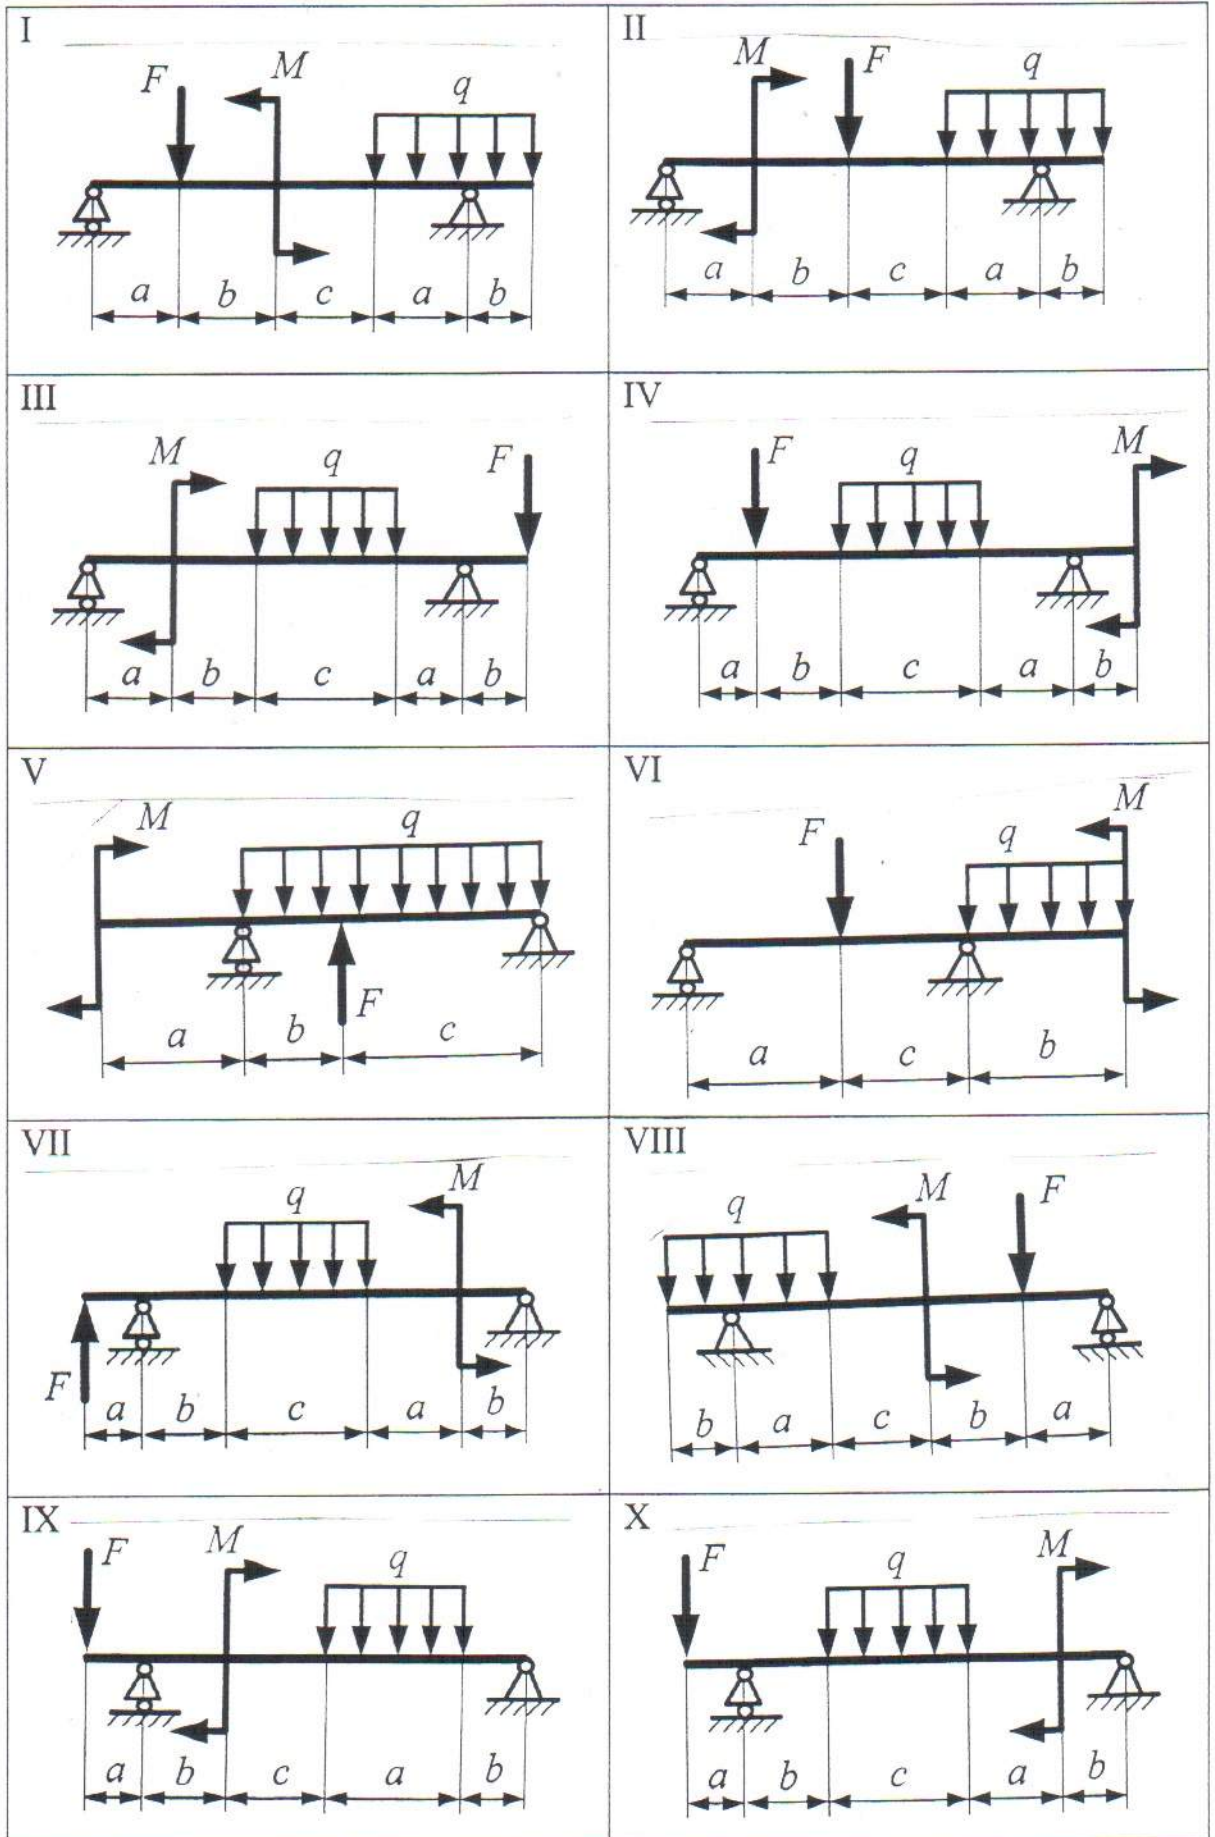 I
F M q
a b c a b
II
M F q
a b c a b
III
M q F
a b c a b
IV
F q M
a b c a b
V
M q
F
a b c
VI
F q M
a c b
VII
q M
F
a b c a b
VIII
q M F
b a c b a
IX
F M q
a b c a b
X
F q M
a b c a b